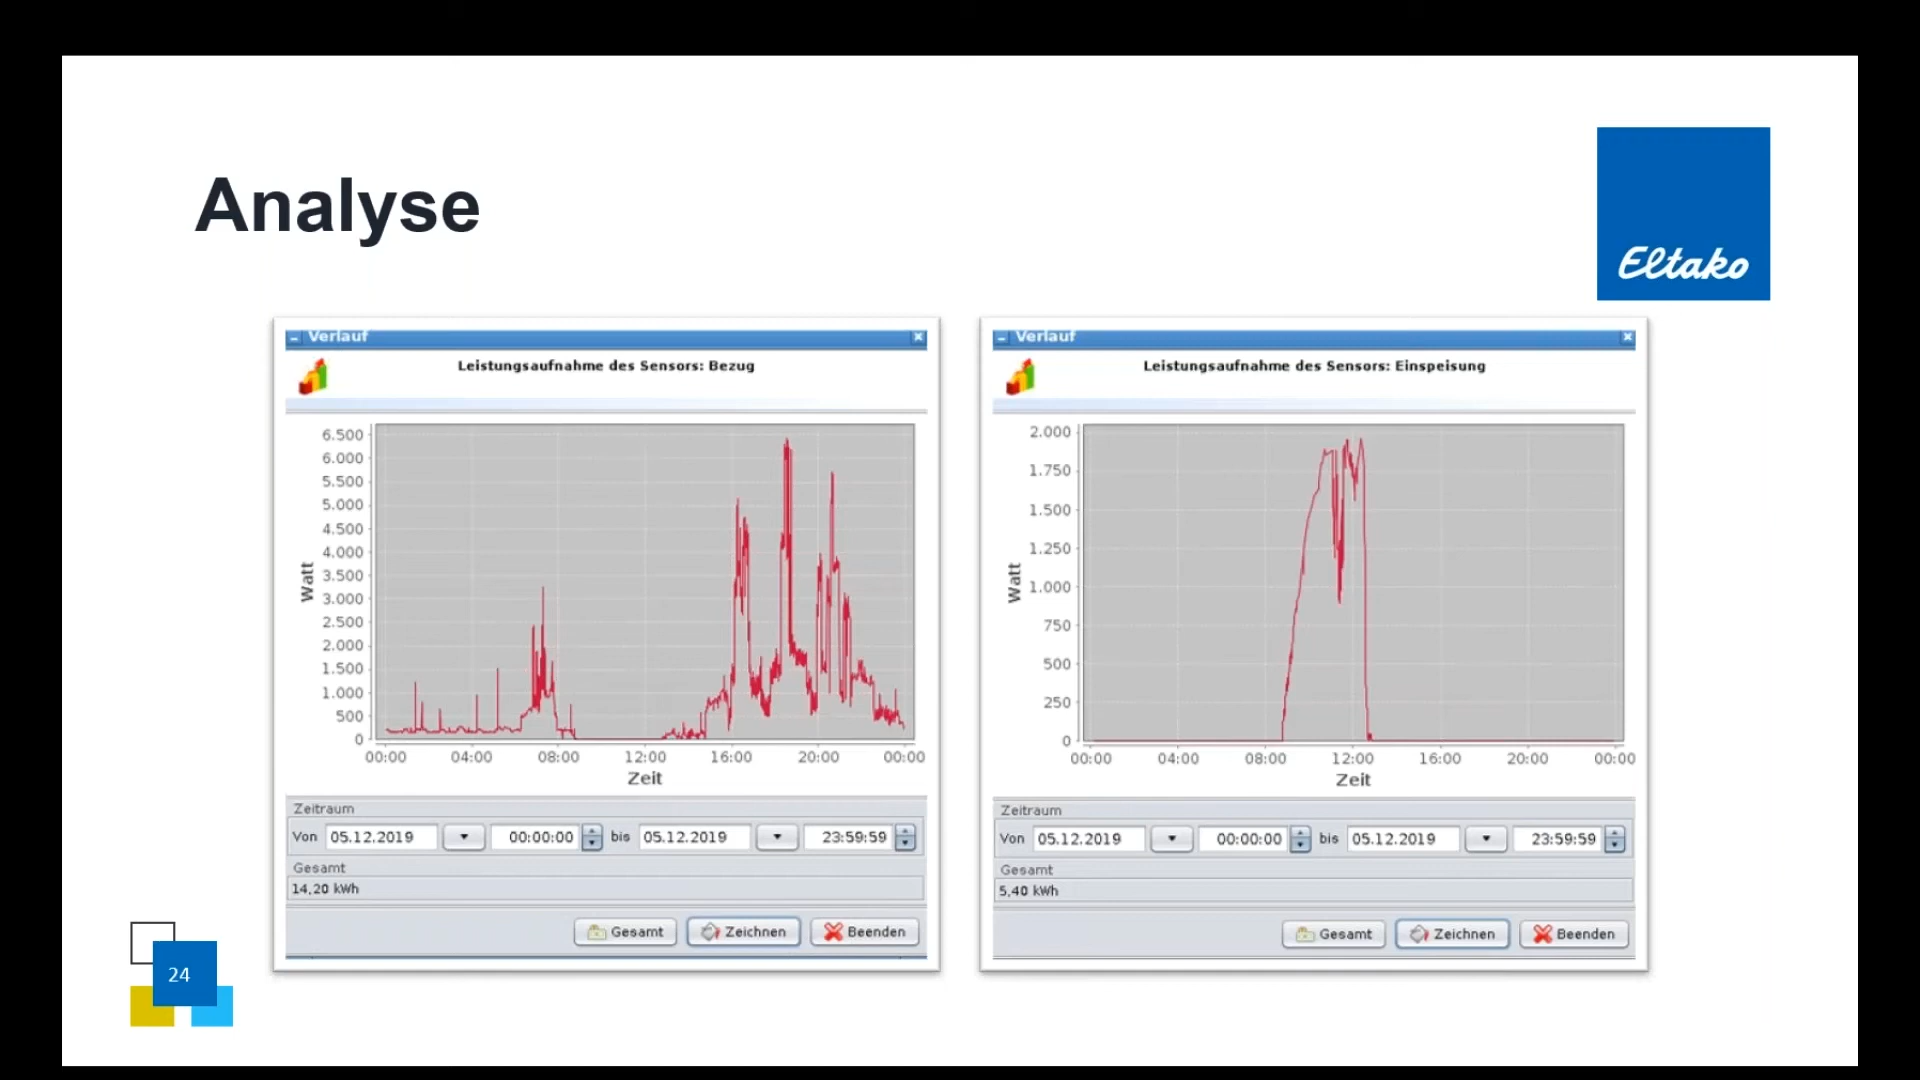 Analyse
Eltako
Verlauf
Leistungsaufnahme des Sensors: Bezug
Watt
6.500
6.000
5.500
5.000
4.500
4.000
3.500
3.000
2.500
2.000
1.500
1.000
500
0
00:00 04:00 08:00 12:00 16:00 20:00 00:00
Zeit
Zeitraum
Von 05.12.2019 00:00:00 bis 05.12.2019 23:59:59
Gesamt
14,20 kWh
Gesamt Zeichnen Beenden
Verlauf
Leistungsaufnahme des Sensors: Einspeisung
Watt
2.000
1.750
1.500
1.250
1.000
750
500
250
0
00:00 04:00 08:00 12:00 16:00 20:00 00:00
Zeit
Zeitraum
Von 05.12.2019 00:00:00 bis 05.12.2019 23:59:59
Gesamt
5,40 kWh
Gesamt Zeichnen Beenden
24